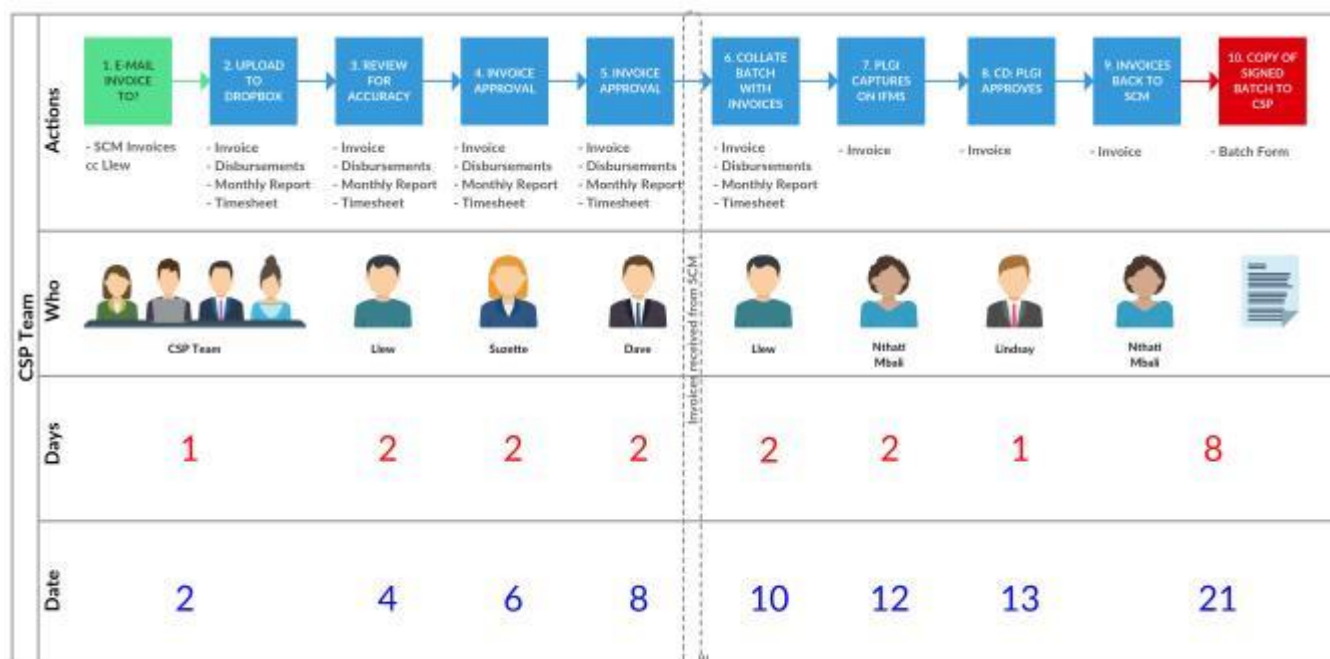 CSP Team
Actions
1. E-MAIL
INVOICE
TO?
2. UPLOAD
TO
DROPBOX
3. REVIEW
FOR
ACCURACY
4. INVOICE
APPROVAL
5. INVOICE
APPROVAL
6. COLLATE
BATCH
WITH
INVOICES
7. PLGI
CAPTURES
ON IFMS
8. CD: PLGI
APPROVES
9. INVOICES
BACK TO
SCM
10. COPY OF
SIGNED
BATCH TO
CSP
- SCM Invoices
cc Llew
- Invoice
- Disbursements
- Monthly Report
- Timesheet
- Invoice
- Disbursements
- Monthly Report
- Timesheet
- Invoice
- Disbursements
- Monthly Report
- Timesheet
- Invoice
- Disbursements
- Monthly Report
- Timesheet
- Invoice
- Disbursements
- Monthly Report
- Timesheet
- Invoice
- Invoice
- Invoice
- Batch Form
Invoices received from SCM
Who
CSP Team
Llew
Suzette
Dave
Llew
Nthati
Mbali
Lindsay
Nthati
Mbali
Days
1
2
2
2
2
2
1
8
Date
2
4
6
8
10
12
13
21